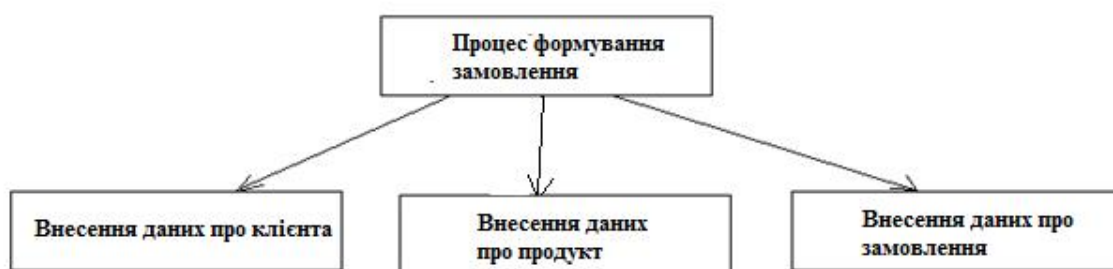 Процес формування
замовлення
Внесення даних про клієнта
Внесення даних
про продукт
Внесення даних про
замовлення